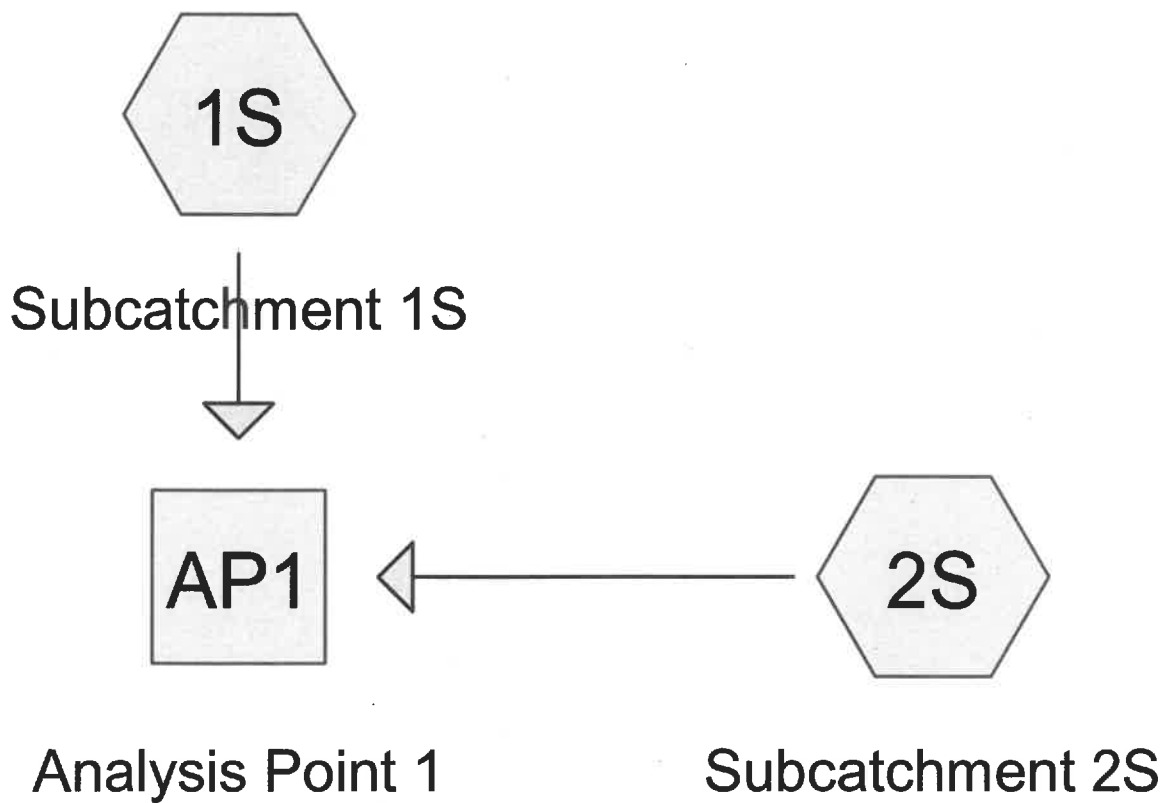 1S
Subcatchment 1S
AP1
2S
Analysis Point 1
Subcatchment 2S